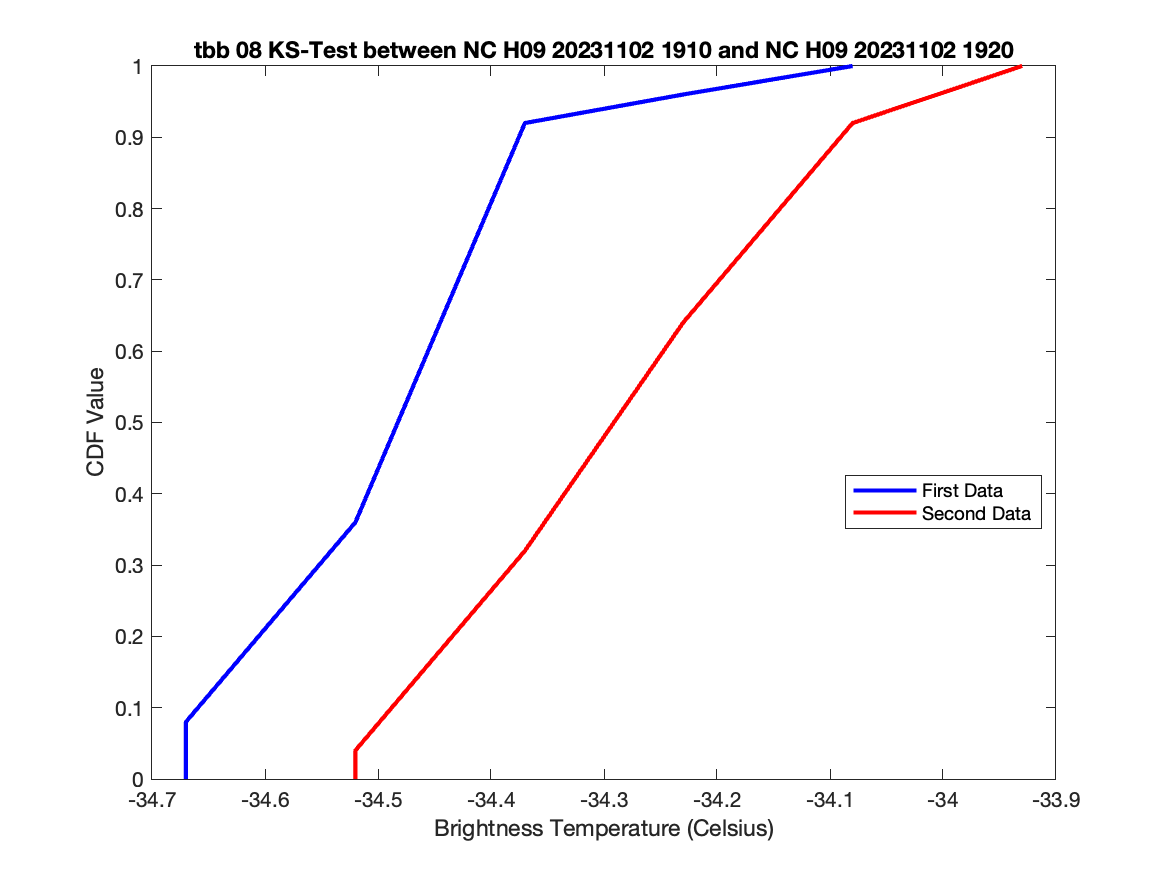 tbb 08 KS-Test between NC H09 20231102 1910 and NC H09 20231102 1920
1
0.9
0.8
0.7
0.6
0.5
0.4
0.3
0.2
0.1
0
CDF Value
First Data
Second Data
-34.7 -34.6 -34.5 -34.4 -34.3 -34.2 -34.1 -34 -33.9
Brightness Temperature (Celsius)